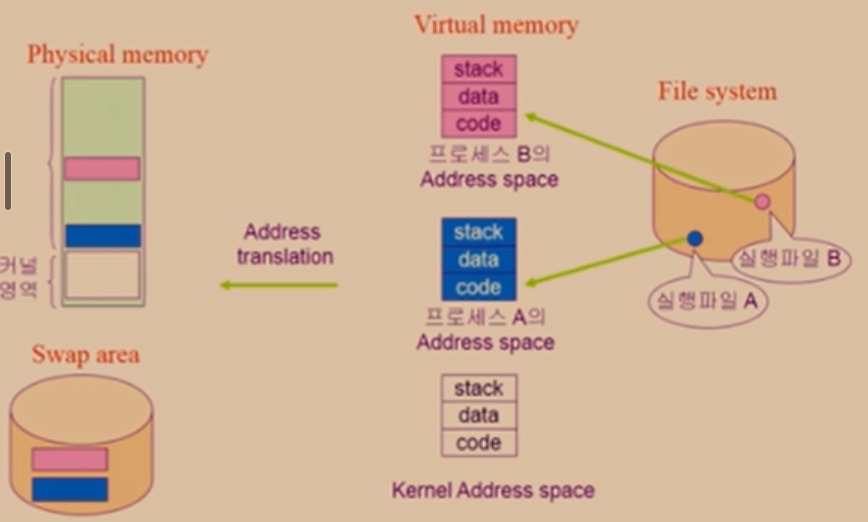 Virtual memory
Physical memory
File system
stack
data
code
프로세스 B의
Address space
Address
translation
stack
data
code
프로세스 A의
Address space
실행파일 B
실행파일 A
커널
영역
Swap area
stack
data
code
Kernel Address space